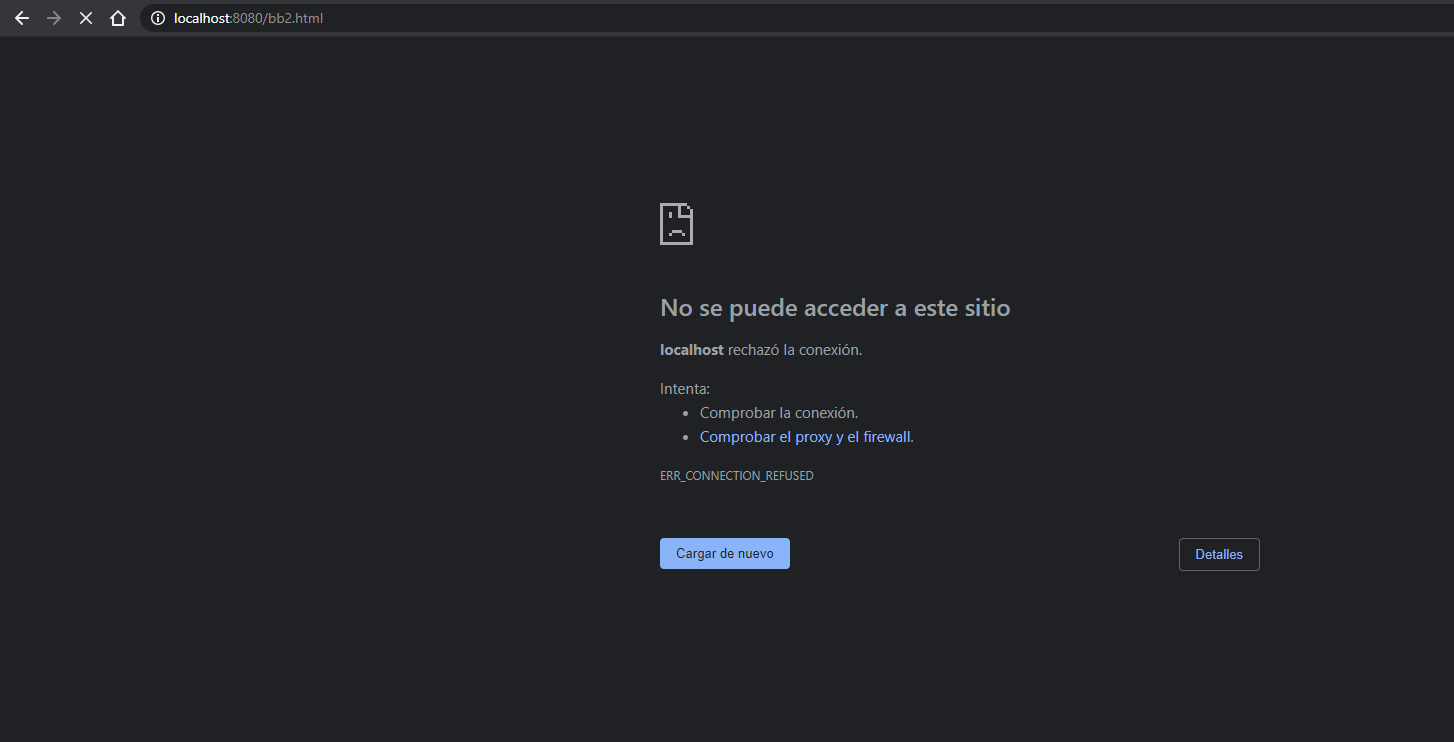 localhost:8080/bb2.html
No se puede acceder a este sitio
localhost rechazó la conexión.
Intenta:
• Comprobar la conexión.
• Comprobar el proxy y el firewall.
ERR_CONNECTION_REFUSED
Cargar de nuevo
Detalles